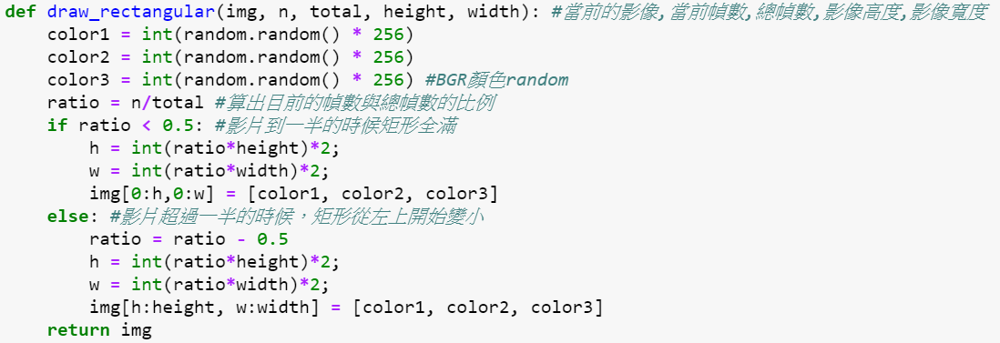 def draw_rectangular(img, n, total, height, width): #當前的影像,當前幀數,總幀數,影像高度,影像寬度
    color1 = int(random.random() * 256)
    color2 = int(random.random() * 256)
    color3 = int(random.random() * 256) #BGR顏色random
    ratio = n/total #算出目前的幀數與總幀數的比例
    if ratio < 0.5: #影片到一半的時候矩形全滿
        h = int(ratio*height)*2;
        w = int(ratio*width)*2;
        img[0:h,0:w] = [color1, color2, color3]
    else: #影片超過一半的時候，矩形從左上開始變小
        ratio = ratio - 0.5
        h = int(ratio*height)*2;
        w = int(ratio*width)*2;
        img[h:height, w:width] = [color1, color2, color3]
    return img